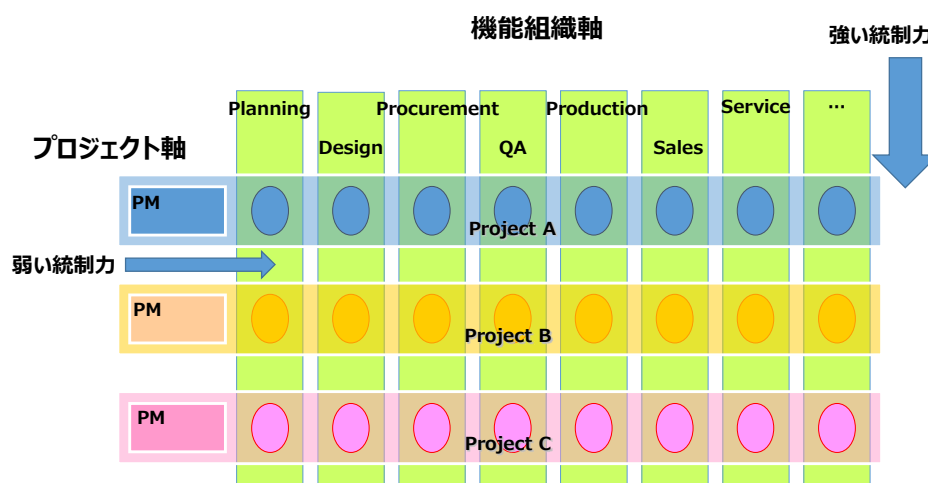 機能組織軸
強い統制力
Planning
Procurement
Production
Service
…
プロジェクト軸
Design
QA
Sales
PM
Project A
弱い統制力
PM
Project B
PM
Project C